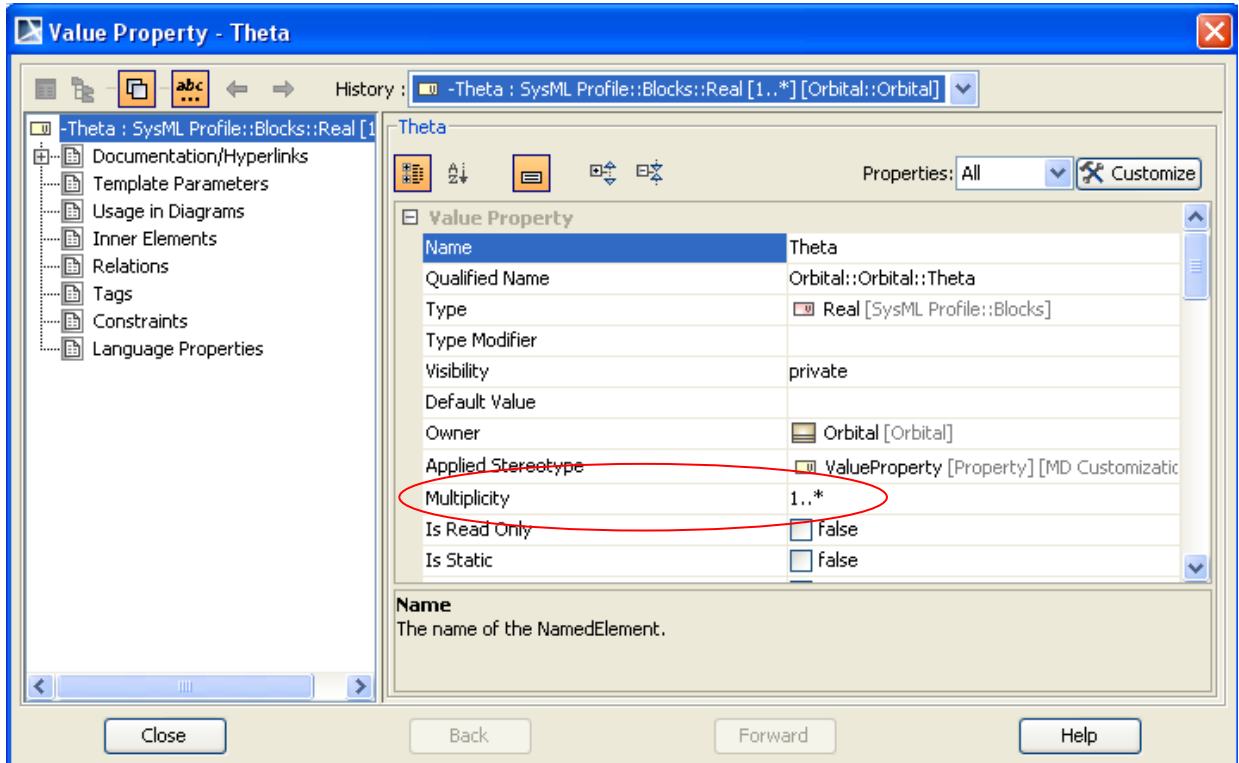 Value Property - Theta
abc
History : -Theta : SysML Profile::Blocks::Real [1..*] [Orbital::Orbital]
-Theta : SysML Profile::Blocks::Real [1
Documentation/Hyperlinks
Template Parameters
Usage in Diagrams
Inner Elements
Relations
Tags
Constraints
Language Properties
Theta
Properties: All Customize
Value Property
Name Theta
Qualified Name Orbital::Orbital::Theta
Type Real [SysML Profile::Blocks]
Type Modifier
Visibility private
Default Value
Owner Orbital [Orbital]
Applied Stereotype ValueProperty [Property] [MD Customizatio
Multiplicity 1..*
Is Read Only false
Is Static false
Name
The name of the NamedElement.
Close Back Forward Help